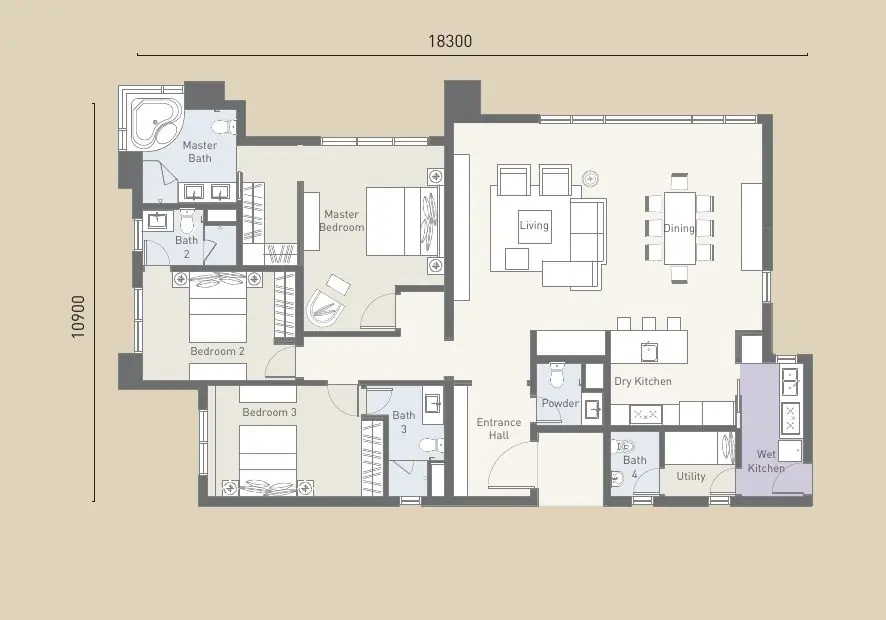 18300
10900
Master
Bath
Bath
2
Master
Bedroom
Living
Dining
Bedroom 2
Bedroom 3
Bath
3
Entrance
Hall
Powder
Dry Kitchen
Bath
4
Utility
Wet
Kitchen